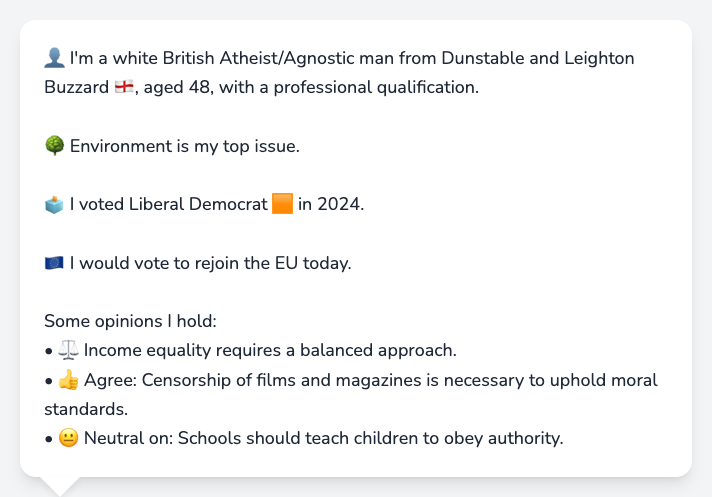 👤 I'm a white British Atheist/Agnostic man from Dunstable and Leighton
Buzzard 🏴󠁧󠁢󠁥󠁮󠁧󠁿, aged 48, with a professional qualification.
🌳 Environment is my top issue.
🗳️ I voted Liberal Democrat 🟧 in 2024.
🇪🇺 I would vote to rejoin the EU today.
Some opinions I hold:
• ⚖️ Income equality requires a balanced approach.
• 👍 Agree: Censorship of films and magazines is necessary to uphold moral
standards.
• 😐 Neutral on: Schools should teach children to obey authority.